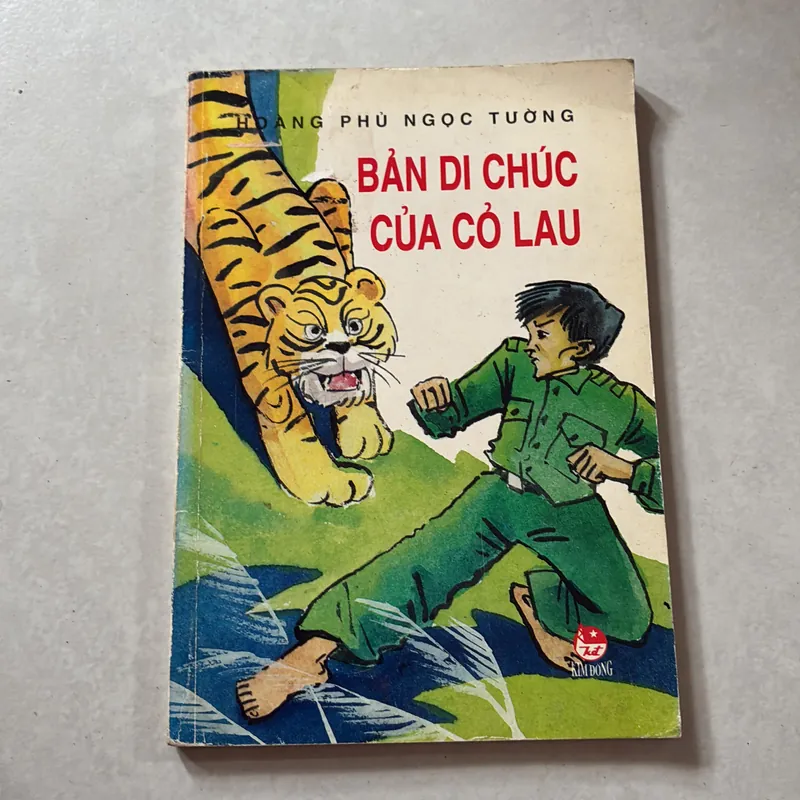 HOÀNG PHỦ NGỌC TƯỜNG
BẢN DI CHÚC
CỦA CỎ LAU
KIM ĐỒNG